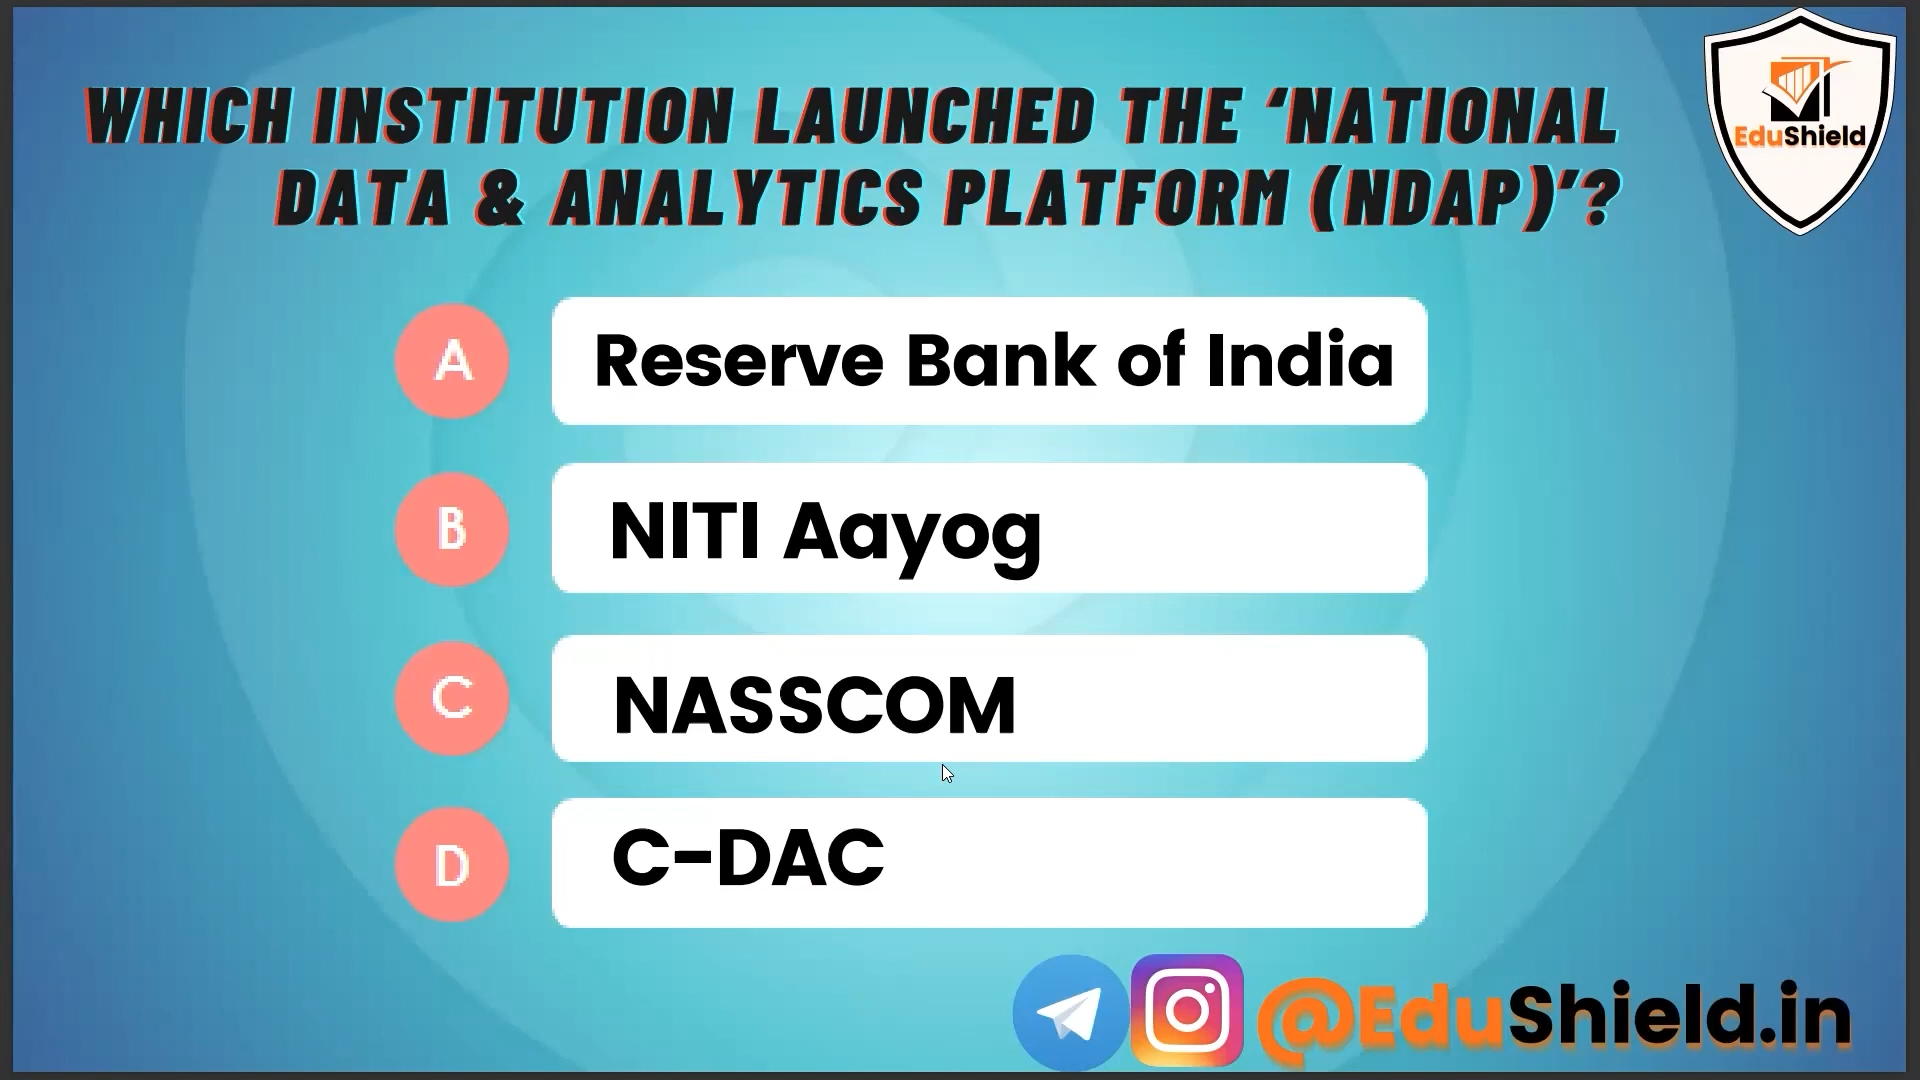 WHICH INSTITUTION LAUNCHED THE ‘NATIONAL
DATA & ANALYTICS PLATFORM (NDAP)’?
EduShield
A
Reserve Bank of India
B
NITI Aayog
C
NASSCOM
D
C-DAC
@EduShield.in